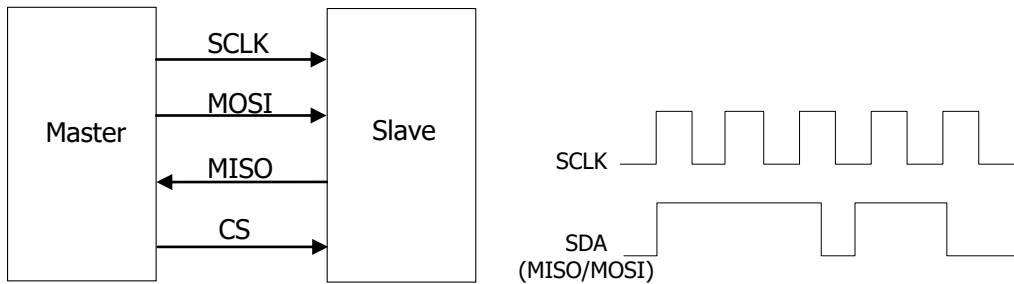 SCLK
MOSI
Master
Slave
MISO
CS
SCLK
SDA
(MISO/MOSI)